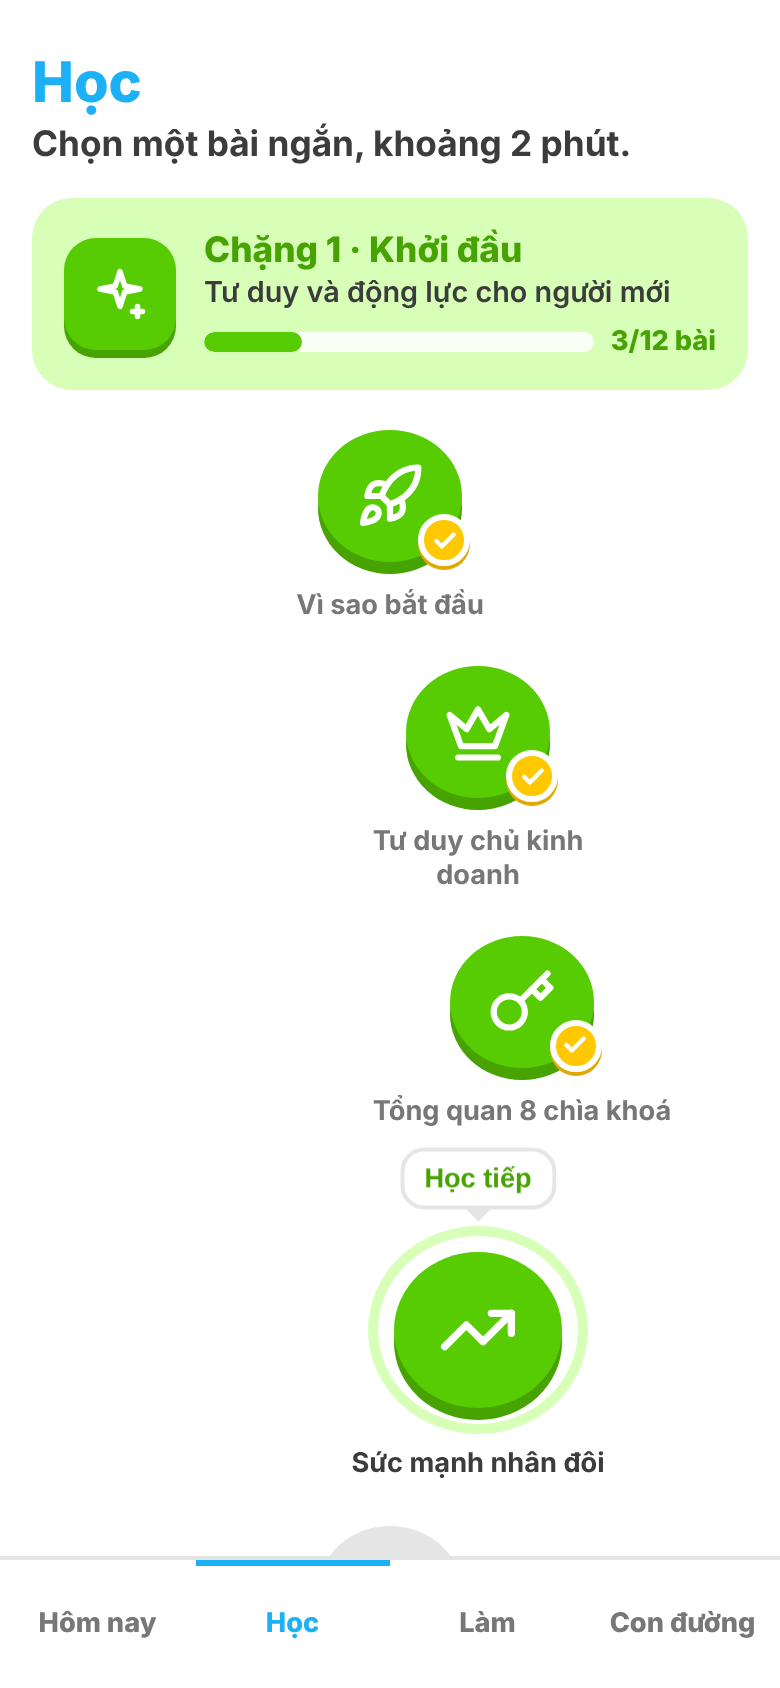 Học
Chọn một bài ngắn, khoảng 2 phút.
Chặng 1 · Khởi đầu
Tư duy và động lực cho người mới
3/12 bài
Vì sao bắt đầu
Tư duy chủ kinh
doanh
Tổng quan 8 chìa khoá
Học tiếp
Sức mạnh nhân đôi
Hôm nay
Học
Làm
Con đường